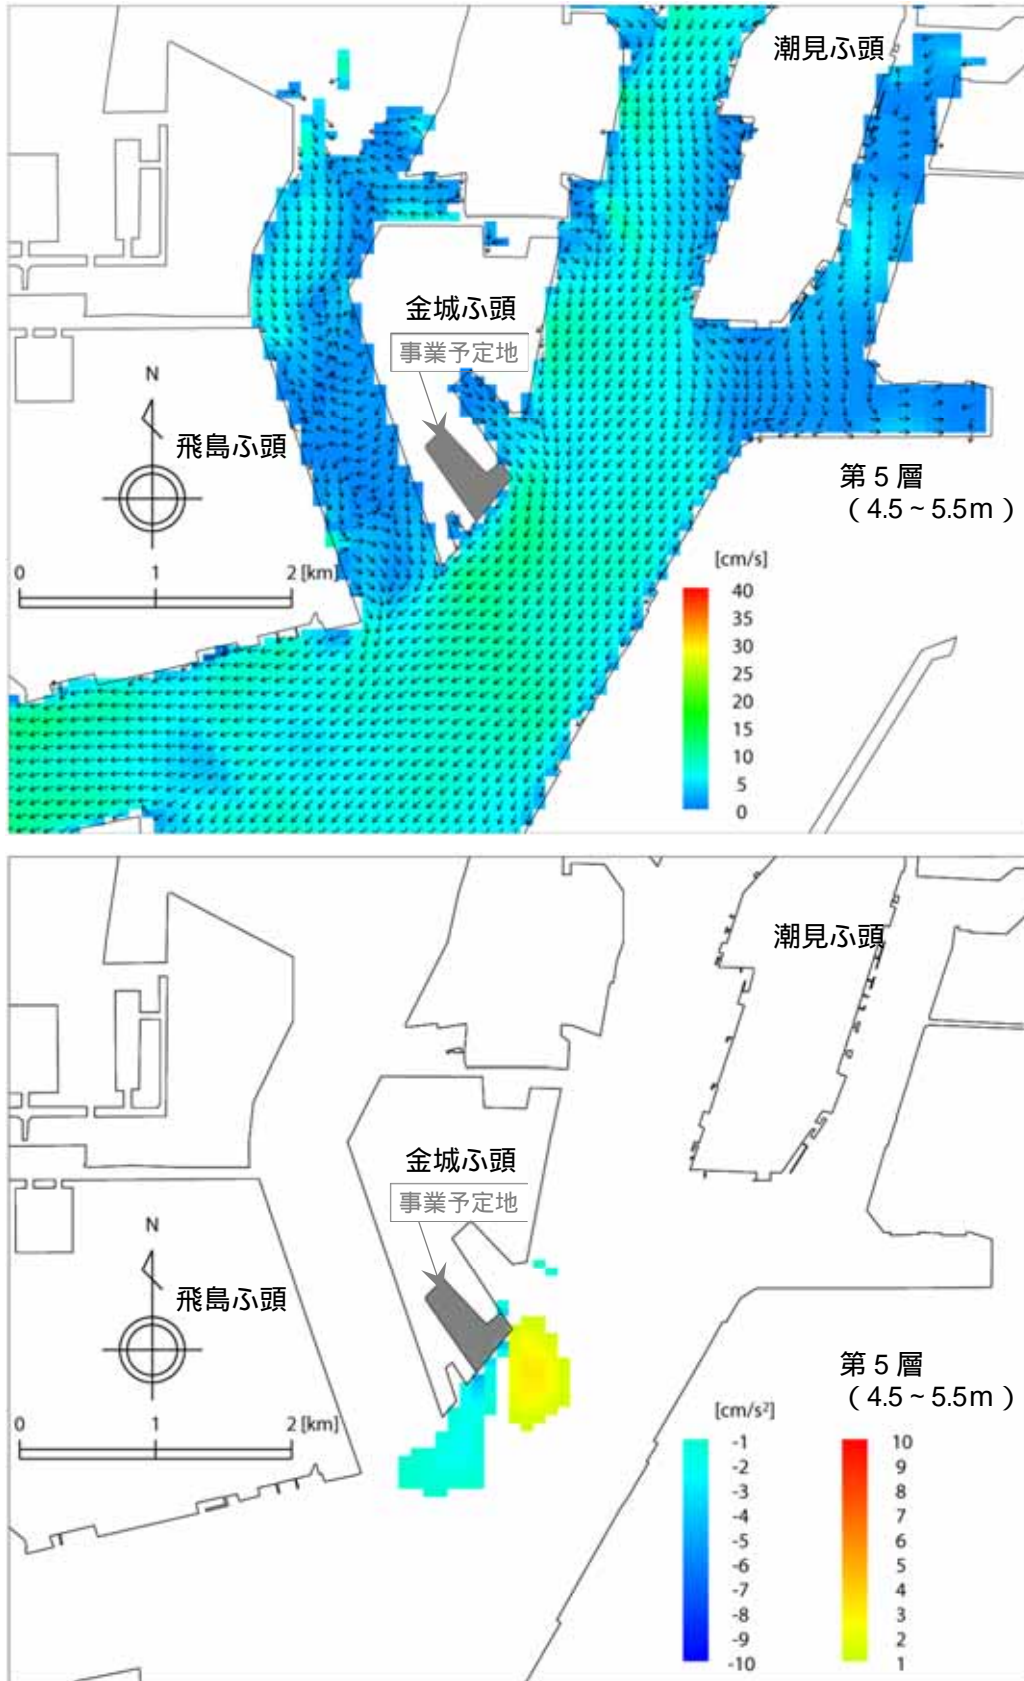 潮見ふ頭
金城ふ頭
事業予定地
N
飛島ふ頭
第5層
（4.5～5.5m）
0 1 2 [km]
[cm/s]
40
35
30
25
20
15
10
5
0
潮見ふ頭
金城ふ頭
事業予定地
N
飛島ふ頭
第5層
（4.5～5.5m）
0 1 2 [km]
[cm/s²]
-1 10
-2 9
-3 8
-4 7
-5 6
-6 5
-7 4
-8 3
-9 2
-10 1